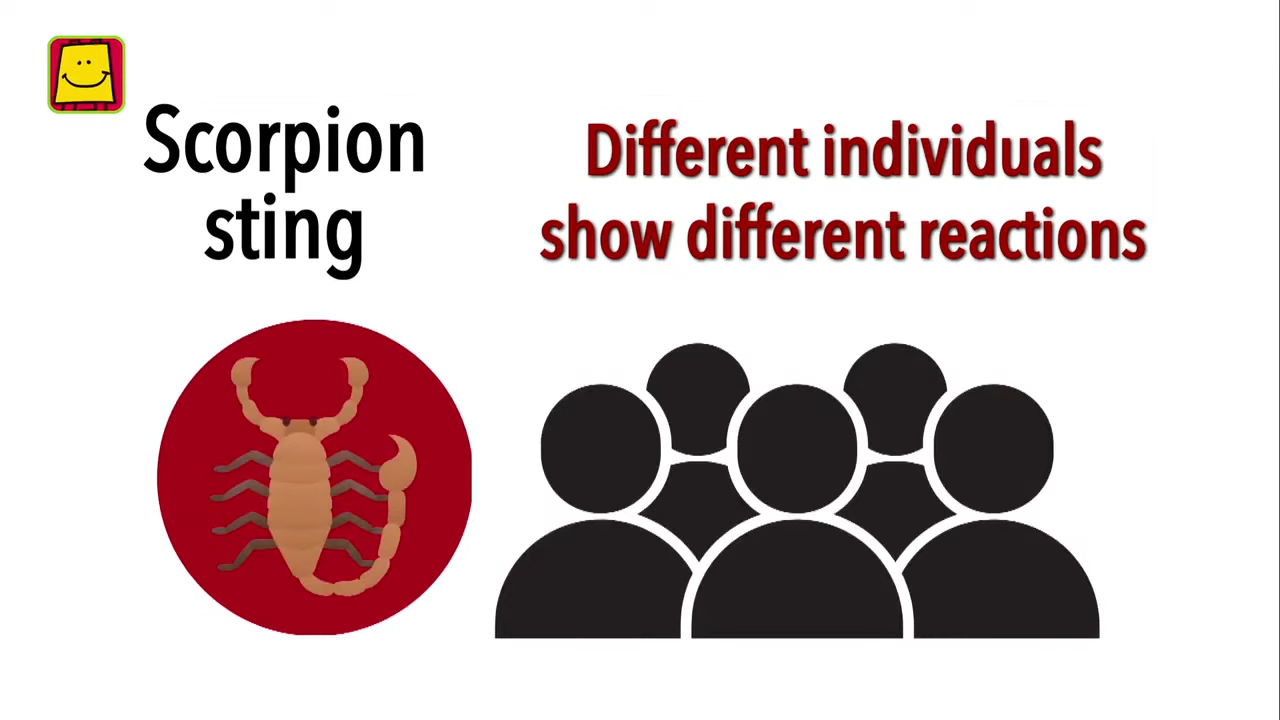 Scorpion
sting
Different individuals
show different reactions